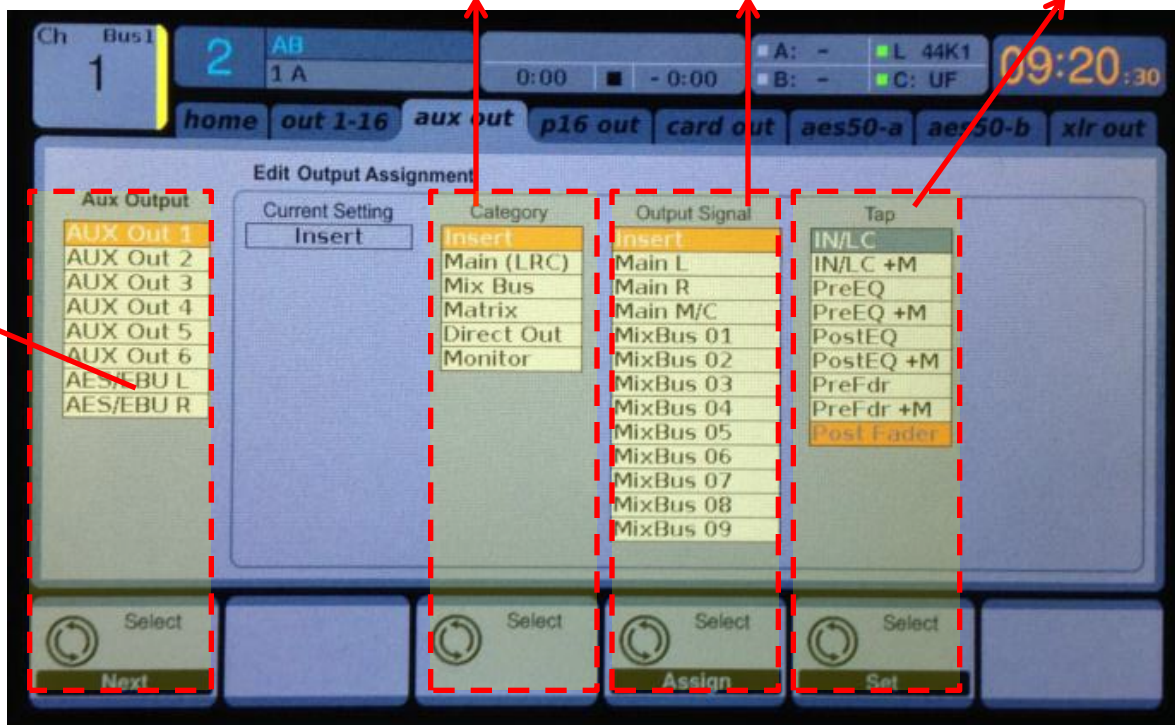 Ch Bus1
1
2
AB
1 A
0:00 - 0:00
A: -
B: -
L 44K1
C: UF
09:20:30
home out 1-16 aux out p16 out card out aes50-a aes50-b xlr out
Edit Output Assignment
Aux Output
AUX Out 1
AUX Out 2
AUX Out 3
AUX Out 4
AUX Out 5
AUX Out 6
AES/EBU L
AES/EBU R
Current Setting
Insert
Category
Insert
Main (LRC)
Mix Bus
Matrix
Direct Out
Monitor
Output Signal
Insert
Main L
Main R
Main M/C
MixBus 01
MixBus 02
MixBus 03
MixBus 04
MixBus 05
MixBus 06
MixBus 07
MixBus 08
MixBus 09
Tap
IN/LC
IN/LC +M
PreEQ
PreEQ +M
PostEQ
PostEQ +M
PreFdr
PreFdr +M
Post Fader
Select
Next
Select
Select
Assign
Select
Set